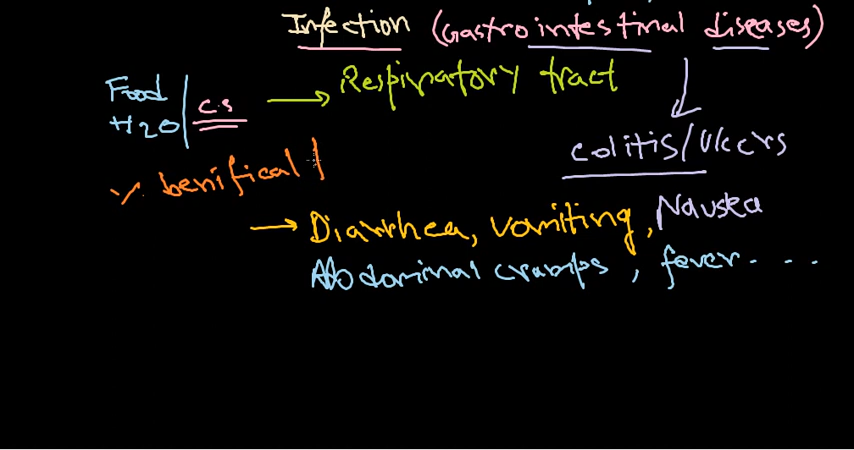 Infection (Gastrointestinal diseases)
Food
H2O
C.S
→ Respiratory tract
Colitis/Ulcers
benifical
→ Diarrhea, vomiting, Nausea
Abdominal cramps, fever....